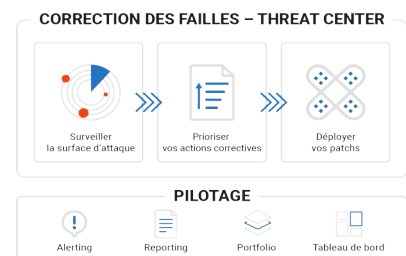 CORRECTION DES FAILLES – THREAT CENTER
Surveiller
la surface d'attaque
Prioriser
vos actions correctives
Déployer
vos patchs
PILOTAGE
Alerting
Reporting
Portfolio
Tableau de bord